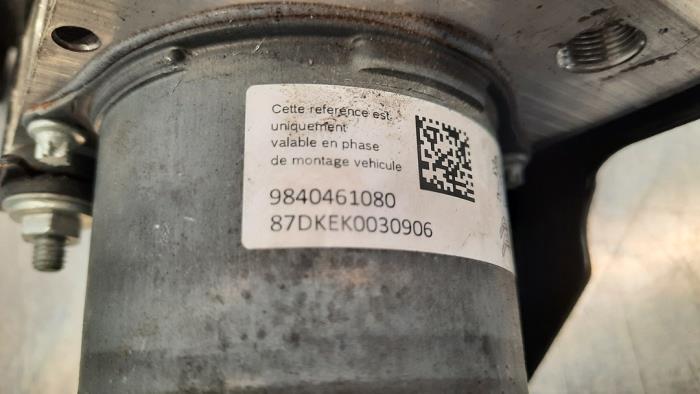 Cette reference est
uniquement
valable en phase
de montage vehicule
9840461080
87DKEK0030906